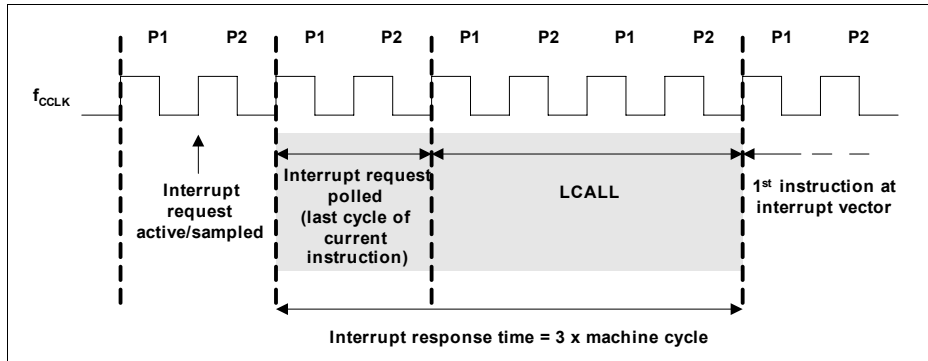 P1 P2 P1 P2 P1 P2 P1 P2 P1 P2
fCCLK
Interrupt
request
active/sampled
Interrupt request
polled
(last cycle of
current
instruction)
LCALL
1st instruction at
interrupt vector
Interrupt response time = 3 x machine cycle